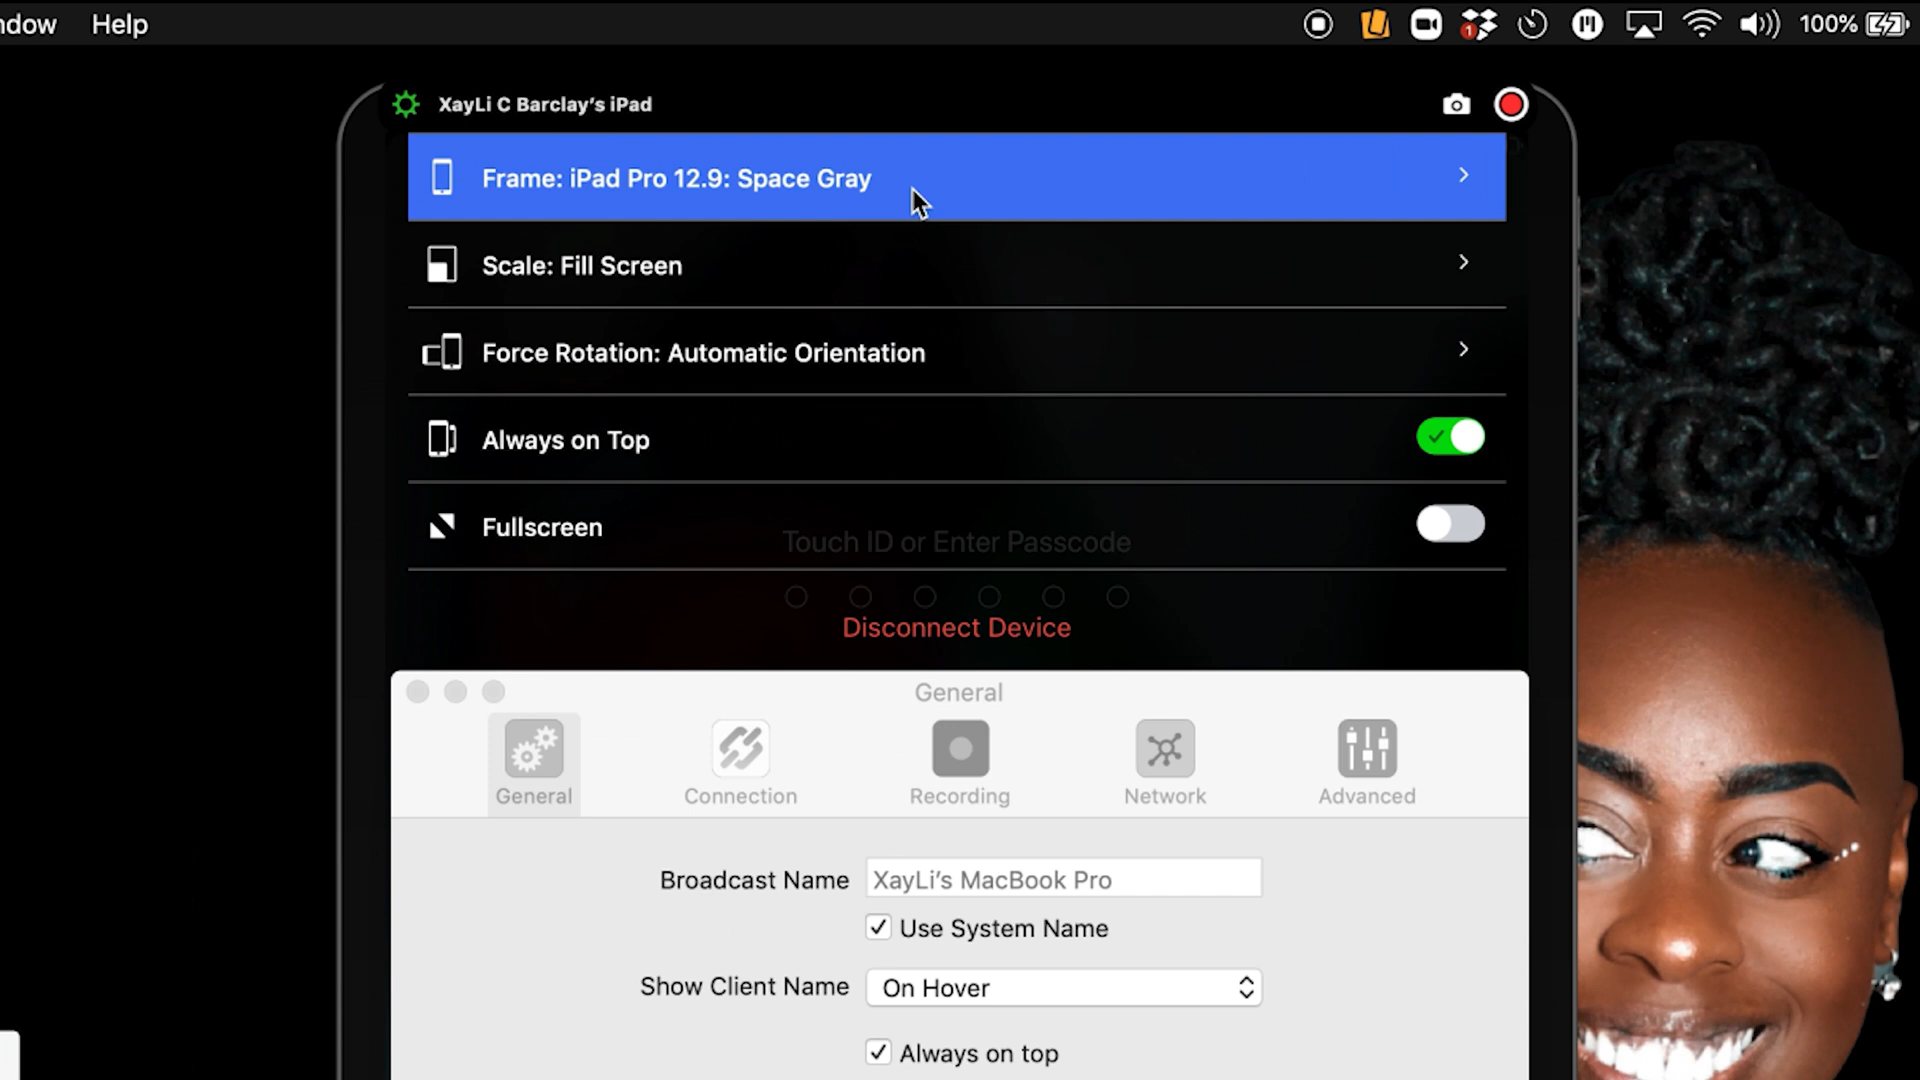 ndow Help
1
100%
XayLi C Barclay's iPad
Frame: iPad Pro 12.9: Space Gray
Scale: Fill Screen
Force Rotation: Automatic Orientation
Always on Top
Fullscreen
Touch ID or Enter Passcode
Disconnect Device
General
General Connection Recording Network Advanced
Broadcast Name XayLi's MacBook Pro
Use System Name
Show Client Name On Hover
Always on top